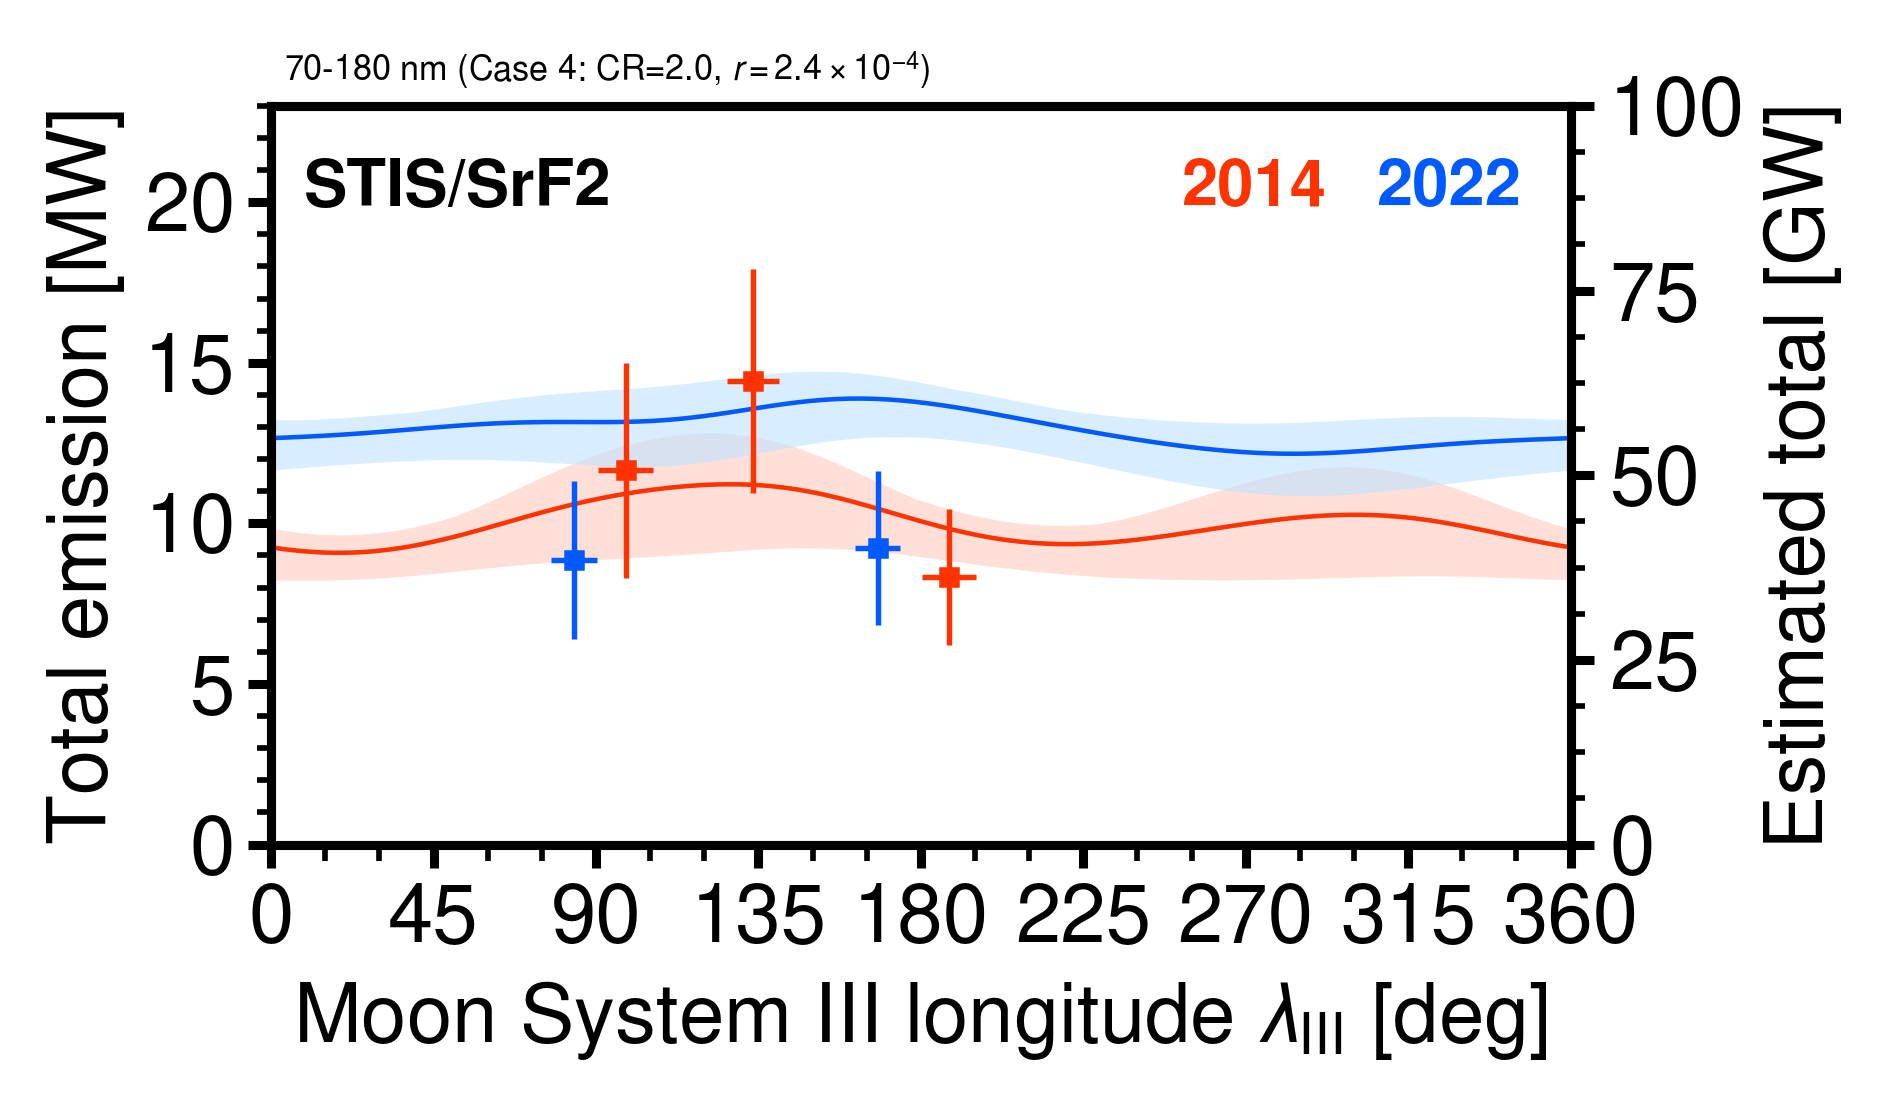 70-180 nm (Case 4: CR=2.0, r=2.4×10⁻⁴)
STIS/SrF2 2014 2022
Total emission [MW]
20
15
10
5
0
100
75
50
25
0
Estimated total [GW]
0 45 90 135 180 225 270 315 360
Moon System III longitude λIII [deg]